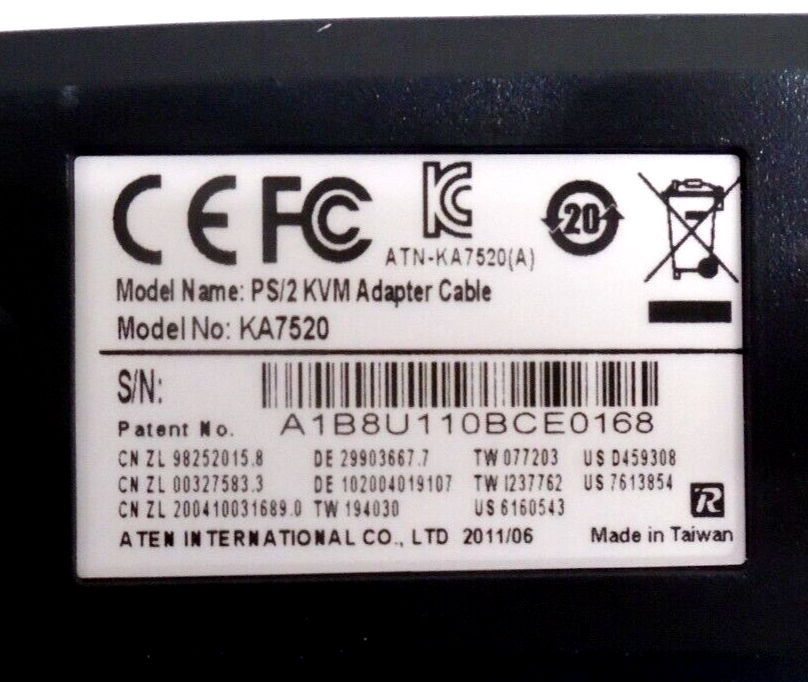 CE FC KC 20
ATN-KA7520(A)
Model Name: PS/2 KVM Adapter Cable
Model No: KA7520
S/N:
A1B8U110BCE0168
Patent No.
CN ZL 98252015.8 DE 29903667.7 TW 077203 US D459308
CN ZL 00327583.3 DE 102004019107 TW I237762 US 7613854
CN ZL 200410031689.0 TW 194030 US 6160543
R
ATEN INTERNATIONAL CO., LTD 2011/06 Made in Taiwan